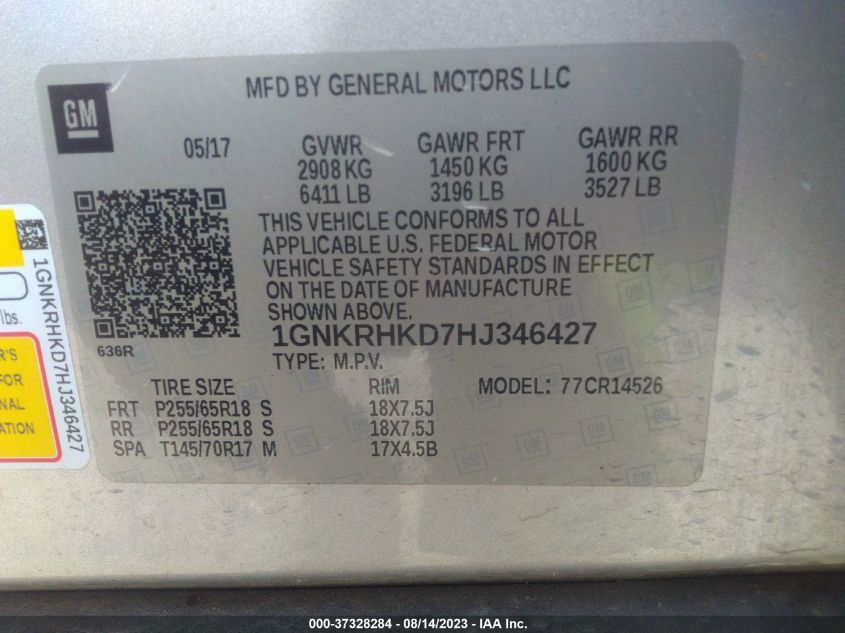 GM
MFD BY GENERAL MOTORS LLC
05/17 GVWR GAWR FRT GAWR RR
2908 KG 1450 KG 1600 KG
6411 LB 3196 LB 3527 LB
THIS VEHICLE CONFORMS TO ALL
APPLICABLE U.S. FEDERAL MOTOR
VEHICLE SAFETY STANDARDS IN EFFECT
ON THE DATE OF MANUFACTURE
SHOWN ABOVE.
636R
1GNKRHKD7HJ346427
TYPE: M.P.V.
TIRE SIZE RIM MODEL: 77CR14526
FRT P255/65R18 S 18X7.5J
RR P255/65R18 S 18X7.5J
SPA T145/70R17 M 17X4.5B
1GNKRHKD7HJ346427
lbs.
R'S
FOR
NAL
ATION
000-37328284 - 08/14/2023 - IAA Inc.